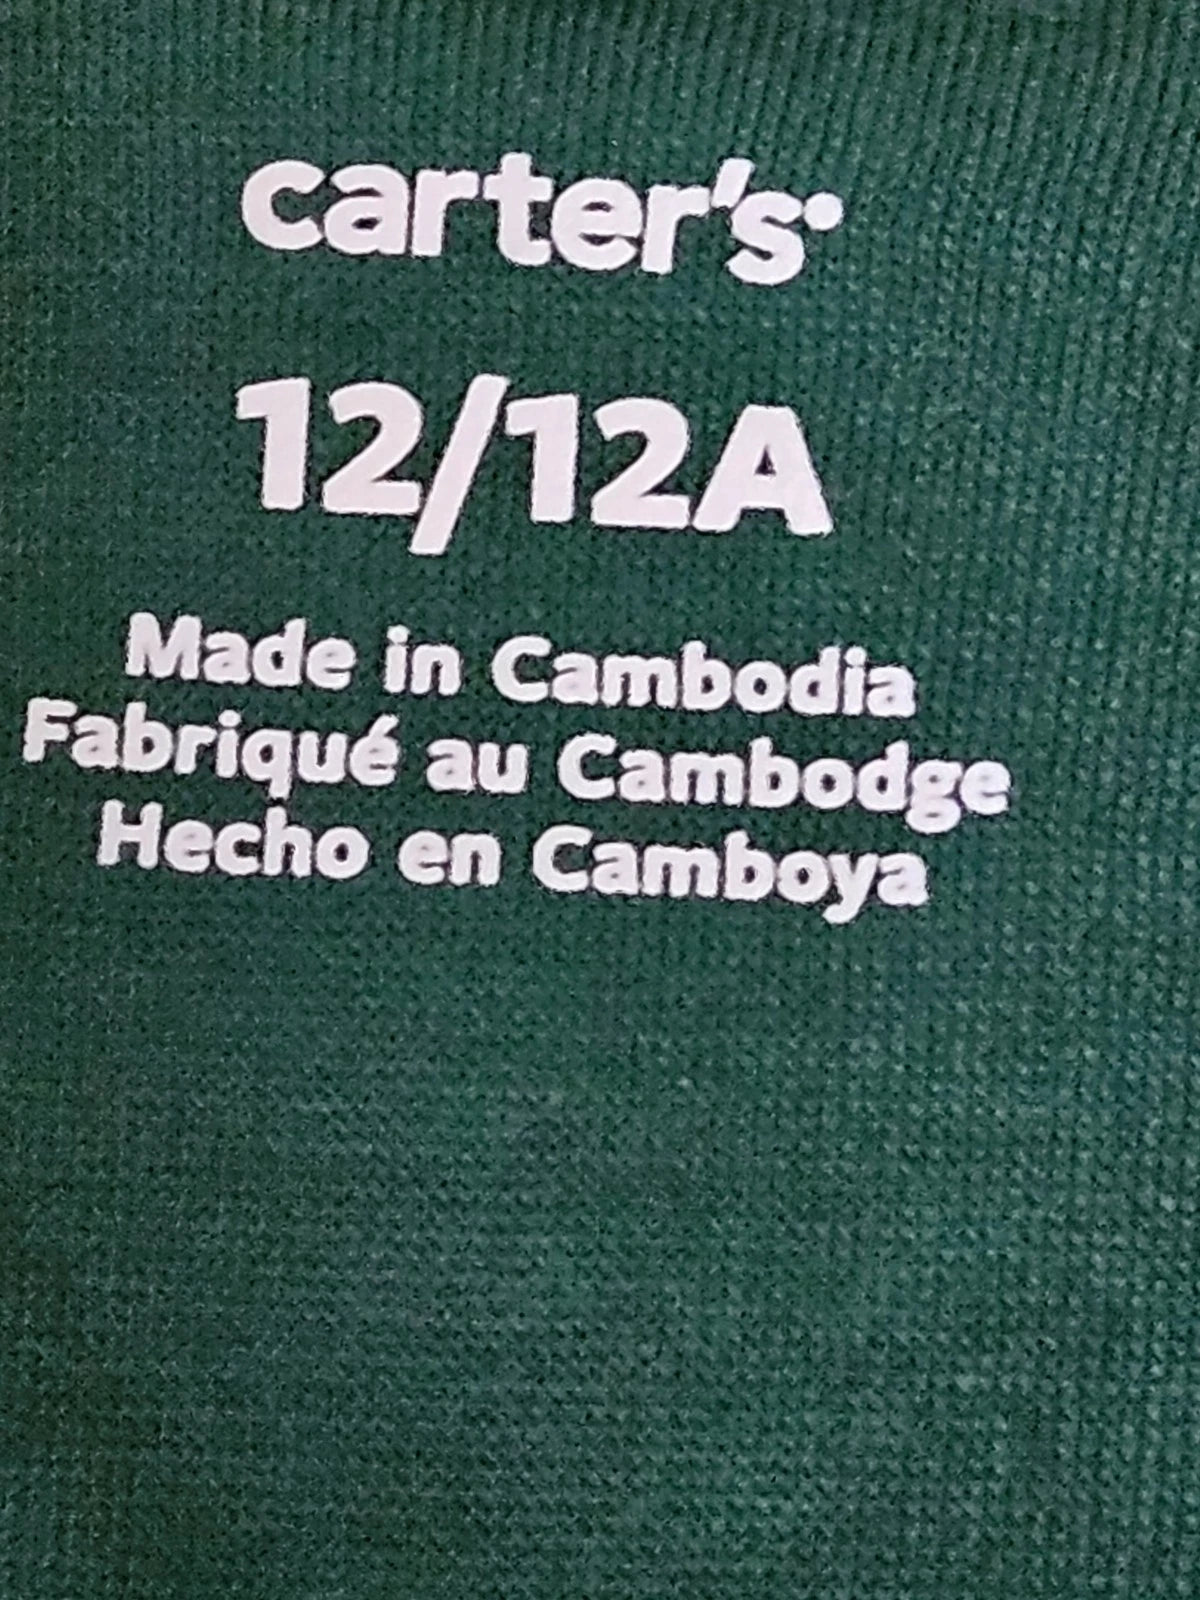 carter's
12/12A
Made in Cambodia
Fabriqué au Cambodge
Hecho en Camboya